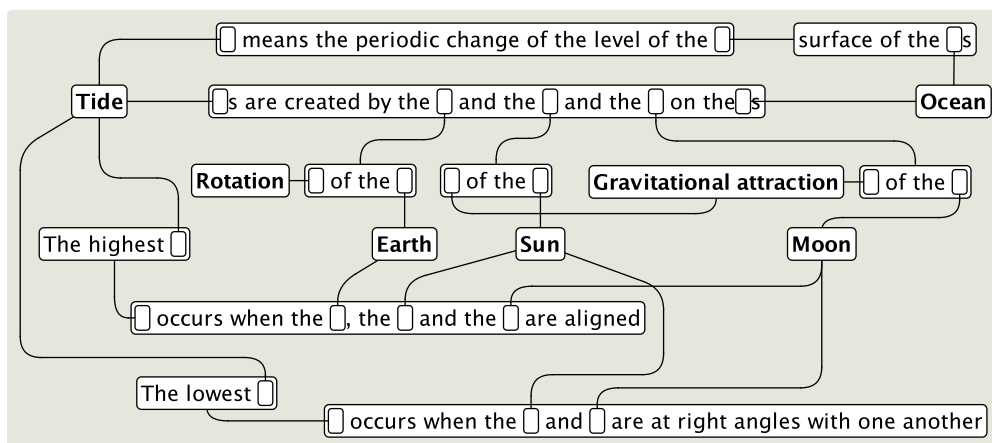 means the periodic change of the level of the
surface of the s
Tide
s are created by the and the and the on the s
Ocean
Rotation
of the
of the
Gravitational attraction
of the
The highest
Earth
Sun
Moon
occurs when the , the and the are aligned
The lowest
occurs when the and are at right angles with one another